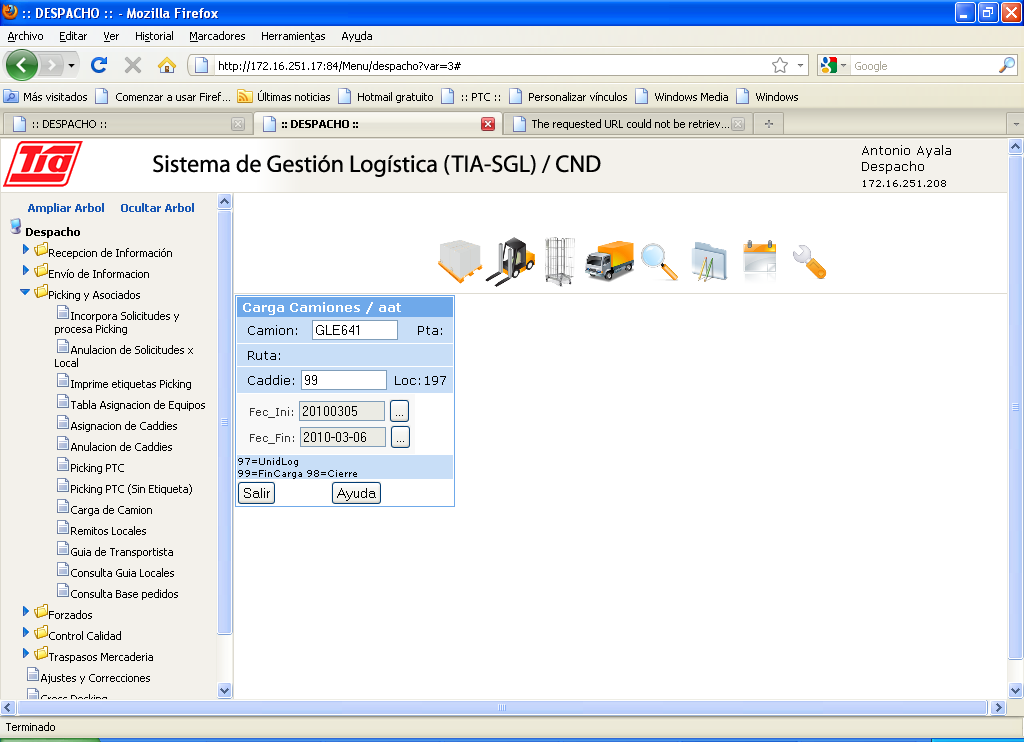 :: DESPACHO :: - Mozilla Firefox
Archivo Editar Ver Historial Marcadores Herramientas Ayuda
http://172.16.251.17:84/Menu/despacho?var=3#
Google
Más visitados Comenzar a usar Firef... Últimas noticias Hotmail gratuito :: PTC :: Personalizar vínculos Windows Media Windows
:: DESPACHO :: :: DESPACHO :: The requested URL could not be retriev...
Tia
Sistema de Gestión Logística (TIA-SGL) / CND
Antonio Ayala
Despacho
172.16.251.208
Ampliar Arbol Ocultar Arbol
Despacho
Recepcion de Información
Envío de Informacion
Picking y Asociados
Incorpora Solicitudes y
procesa Picking
Anulacion de Solicitudes x
Local
Imprime etiquetas Picking
Tabla Asignacion de Equipos
Asignacion de Caddies
Anulacion de Caddies
Picking PTC
Picking PTC (Sin Etiqueta)
Carga de Camion
Remitos Locales
Guia de Transportista
Consulta Guia Locales
Consulta Base pedidos
Forzados
Control Calidad
Traspasos Mercaderia
Ajustes y Correcciones
Cross Docking
Carga Camiones / aat
Camion: GLE641 Pta:
Ruta:
Caddie: 99 Loc: 197
Fec_Ini: 20100305 ...
Fec_Fin: 2010-03-06 ...
97=UnidLog
99=FinCarga 98=Cierre
Salir Ayuda
Terminado